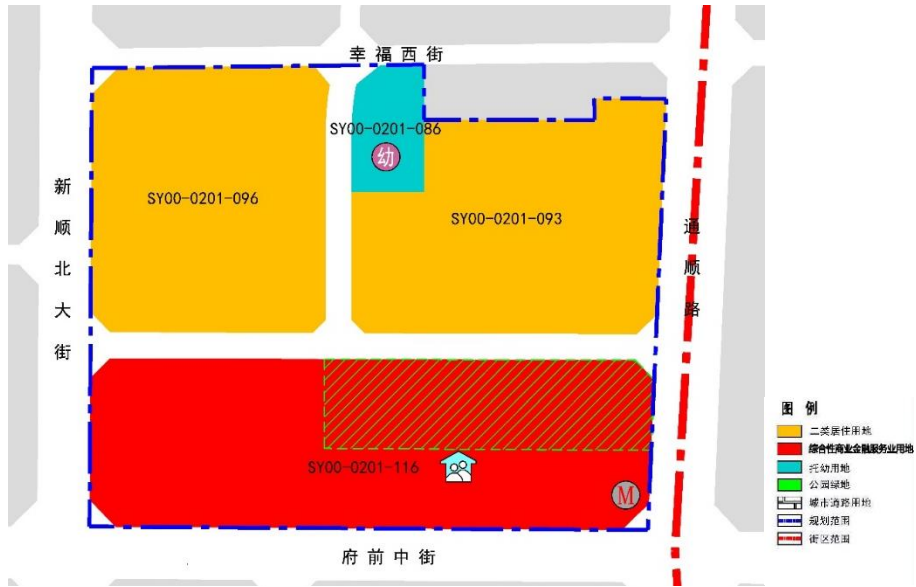 幸福西街
SY00-0201-086
幼
SY00-0201-096
SY00-0201-093
新顺北大街
通顺路
SY00-0201-116
M
府前中街
图 例
二类居住用地
综合性商业金融服务业用地
托幼用地
公园绿地
城市道路用地
规划范围
街区范围